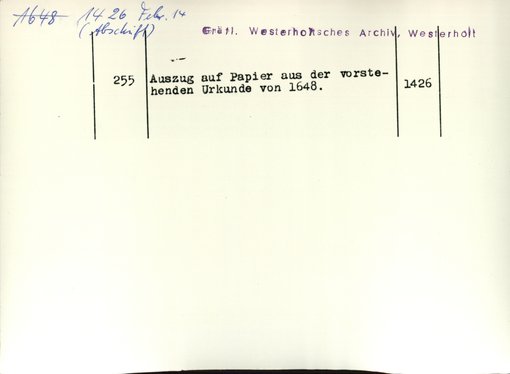 1648 1426 Febr. 14
(Abschrift)
Gräfl. Westerholtsches Archiv, Westerholt
255 Auszug auf Papier aus der vorste- 1426
henden Urkunde von 1648.